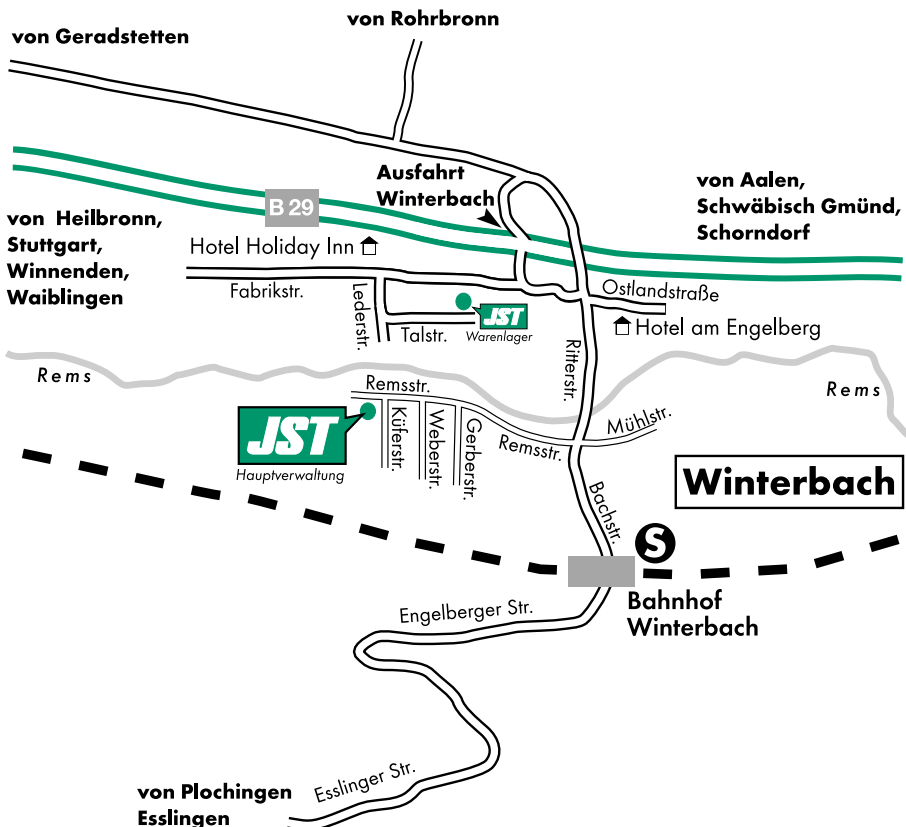 von Rohrbronn
von Geradstetten
Ausfahrt
Winterbach
von Aalen,
Schwäbisch Gmünd,
Schorndorf
B 29
von Heilbronn,
Stuttgart,
Winnenden,
Waiblingen
Hotel Holiday Inn
Fabrikstr.
Lederstr.
Ostlandstraße
JST
Warenlager
Talstr.
Hotel am Engelberg
Ritterstr.
Rems
Rems
Remsstr.
JST
Hauptverwaltung
Küferstr.
Weberstr.
Gerberstr.
Remsstr.
Mühlstr.
Winterbach
Bachstr.
S
Bahnhof
Winterbach
Engelberger Str.
Esslinger Str.
von Plochingen
Esslingen